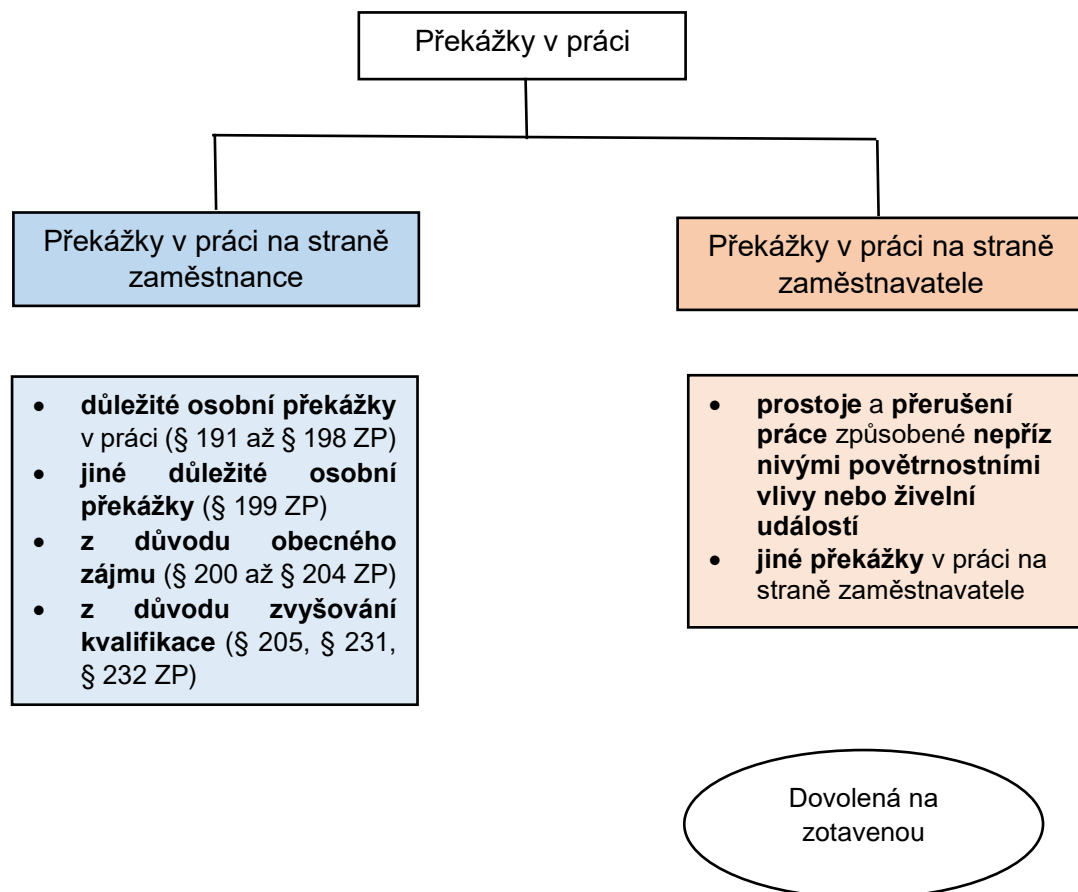 Překážky v práci
Překážky v práci na straně
zaměstnance
Překážky v práci na straně
zaměstnavatele
• důležité osobní překážky
v práci (§ 191 až § 198 ZP)
• jiné důležité osobní
překážky (§ 199 ZP)
• z důvodu obecného
zájmu (§ 200 až § 204 ZP)
• z důvodu zvyšování
kvalifikace (§ 205, § 231,
§ 232 ZP)
• prostoje a přerušení
práce způsobené nepříz
nivými povětrnostními
vlivy nebo živelní
událostí
• jiné překážky v práci na
straně zaměstnavatele
Dovolená na
zotavenou